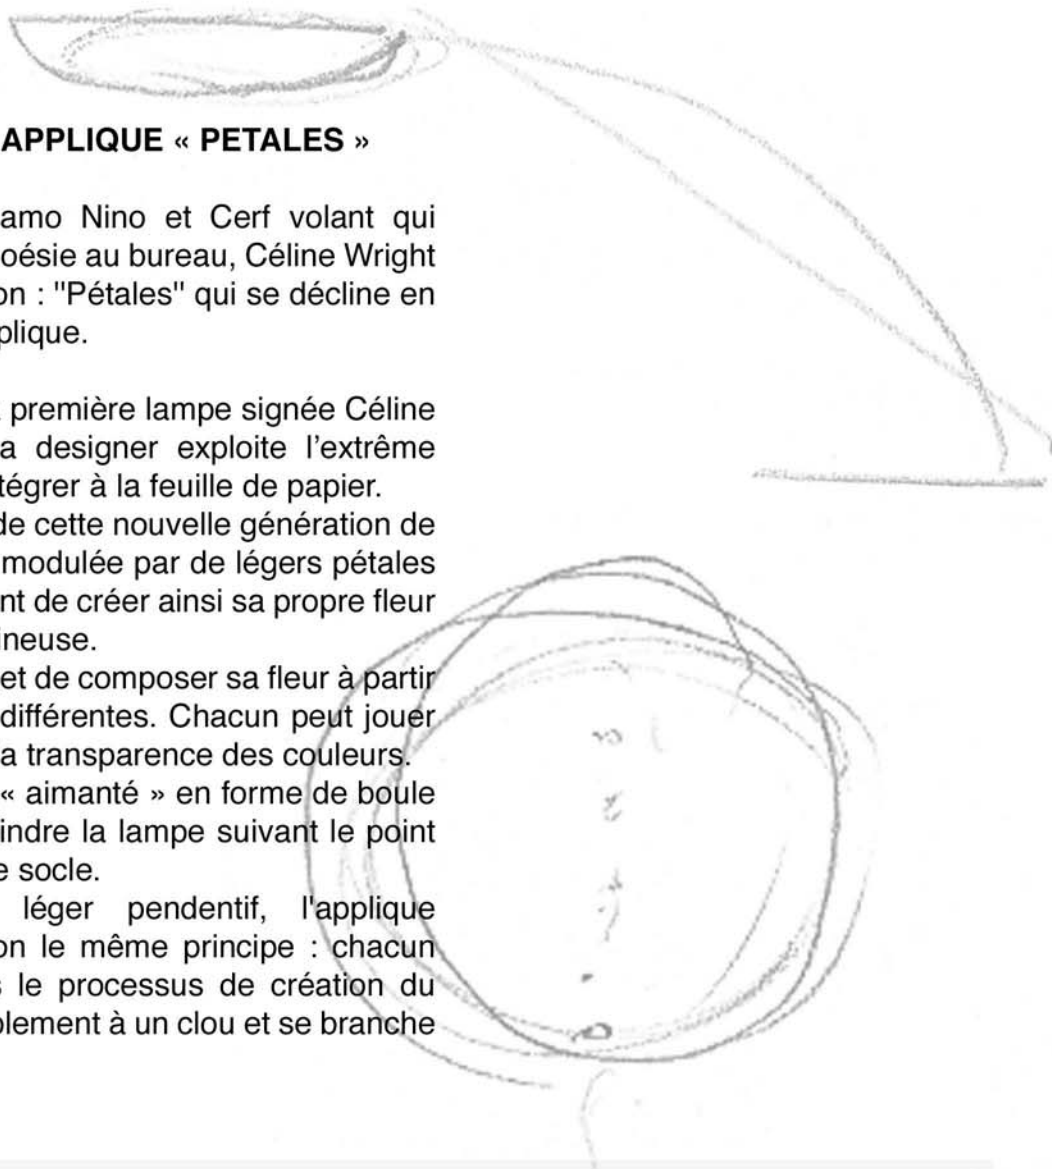 APPLIQUE « PETALES »
amo Nino et Cerf volant qui
oésie au bureau, Céline Wright
on : "Pétales" qui se décline en
plique.
première lampe signée Céline
a designer exploite l'extrême
tégrer à la feuille de papier.
de cette nouvelle génération de
modulée par de légers pétales
nt de créer ainsi sa propre fleur
ineuse.
et de composer sa fleur à partir
différentes. Chacun peut jouer
a transparence des couleurs.
« aimanté » en forme de boule
indre la lampe suivant le point
e socle.
léger pendentif, l'applique
on le même principe : chacun
s le processus de création du
plement à un clou et se branche